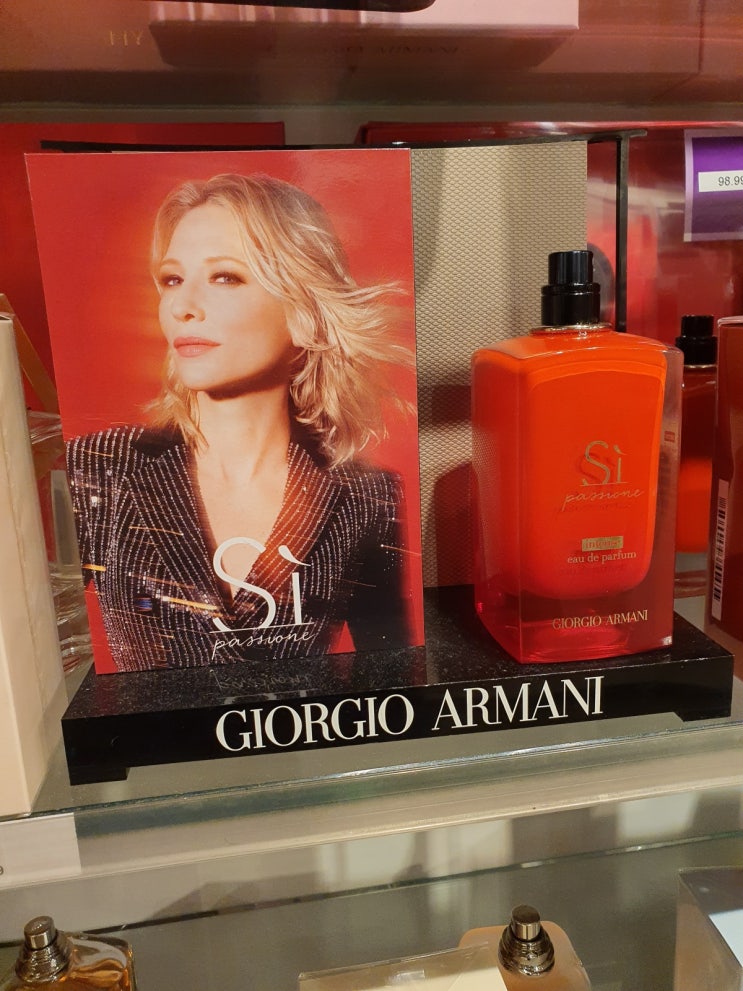 98.99
Sì
passione
Sì
passione
intense
eau de parfum
GIORGIO ARMANI
GIORGIO ARMANI